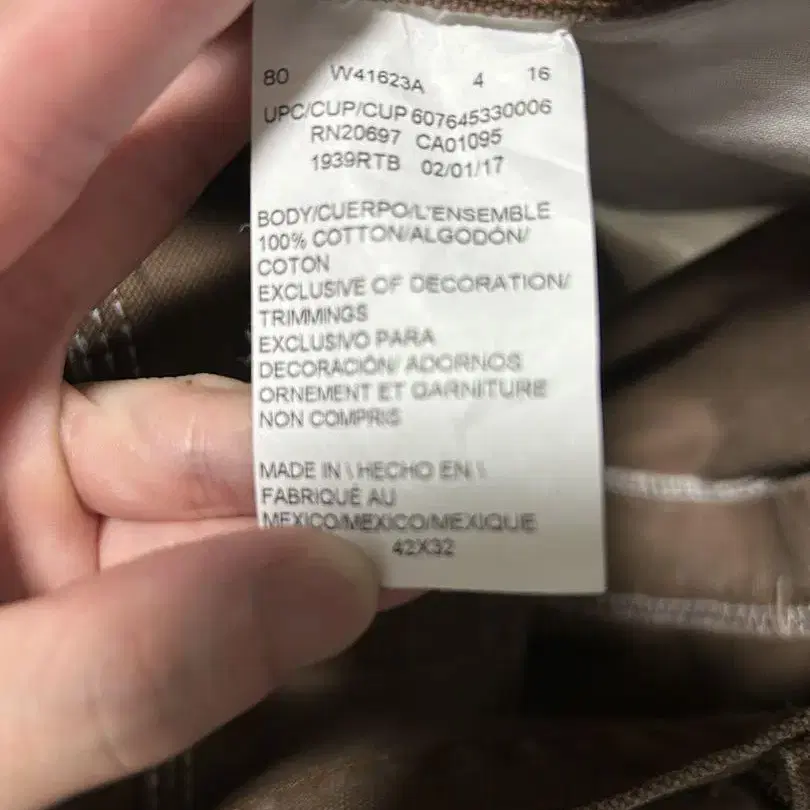 80 W41623A 4 16
UPC/CUP/CUP 607645330006
RN20697 CA01095
1939RTB 02/01/17
BODY/CUERPO/L'ENSEMBLE
100% COTTON/ALGODÓN/
COTON
EXCLUSIVE OF DECORATION/
TRIMMINGS
EXCLUSIVO PARA
DECORACIÓN/ ADORNOS
ORNEMENT ET GARNITURE
NON COMPRIS
MADE IN \ HECHO EN \
FABRIQUÉ AU
MEXICO/MEXICO/MEXIQUE
42X32